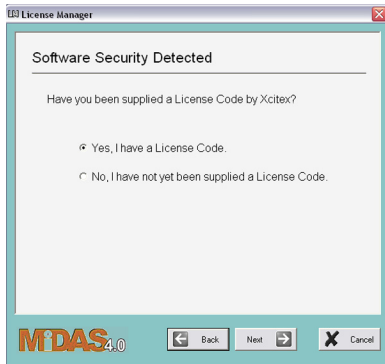 License Manager
Software Security Detected
Have you been supplied a License Code by Xcitex?
Yes, I have a License Code.
No, I have not yet been supplied a License Code.
MiDAS 4.0
Back
Next
Cancel